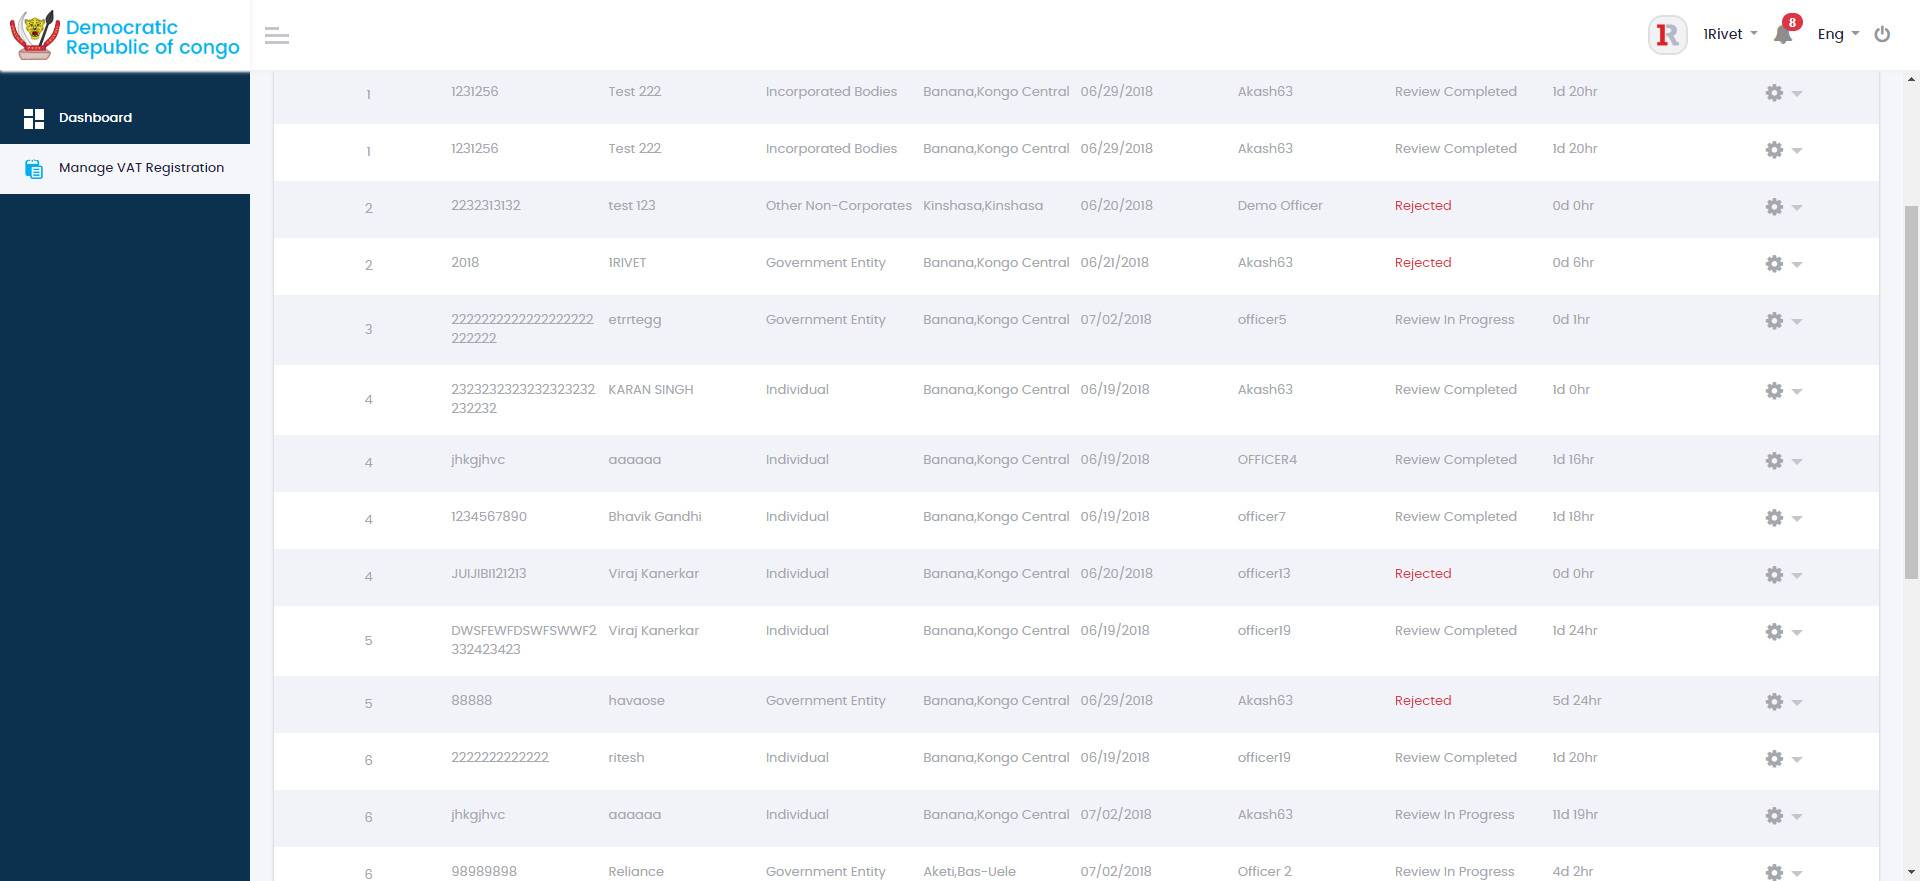 Democratic
Republic of congo
1R
1Rivet
8
Eng
Dashboard
Manage VAT Registration
1 1231256 Test 222 Incorporated Bodies Banana,Kongo Central 06/29/2018 Akash63 Review Completed 1d 20hr
1 1231256 Test 222 Incorporated Bodies Banana,Kongo Central 06/29/2018 Akash63 Review Completed 1d 20hr
2 2232313132 test 123 Other Non-Corporates Kinshasa,Kinshasa 06/20/2018 Demo Officer Rejected 0d 0hr
2 2018 1RIVET Government Entity Banana,Kongo Central 06/21/2018 Akash63 Rejected 0d 6hr
3 2222222222222222222 etrrtegg Government Entity Banana,Kongo Central 07/02/2018 officer5 Review In Progress 0d 1hr
222222
4 2323232323232323232 KARAN SINGH Individual Banana,Kongo Central 06/19/2018 Akash63 Review Completed 1d 0hr
232232
4 jhkgjhvc aaaaaa Individual Banana,Kongo Central 06/19/2018 OFFICER4 Review Completed 1d 16hr
4 1234567890 Bhavik Gandhi Individual Banana,Kongo Central 06/19/2018 officer7 Review Completed 1d 18hr
4 JUIJIBI121213 Viraj Kanerkar Individual Banana,Kongo Central 06/20/2018 officer13 Rejected 0d 0hr
5 DWSFEWFDSWFSWWF2 Viraj Kanerkar Individual Banana,Kongo Central 06/19/2018 officer19 Review Completed 1d 24hr
332423423
5 88888 havaose Government Entity Banana,Kongo Central 06/29/2018 Akash63 Rejected 5d 24hr
6 2222222222222 ritesh Individual Banana,Kongo Central 06/19/2018 officer19 Review Completed 1d 20hr
6 jhkgjhvc aaaaaa Individual Banana,Kongo Central 07/02/2018 Akash63 Review In Progress 11d 19hr
6 98989898 Reliance Government Entity Aketi,Bas-Uele 07/02/2018 Officer 2 Review In Progress 4d 2hr